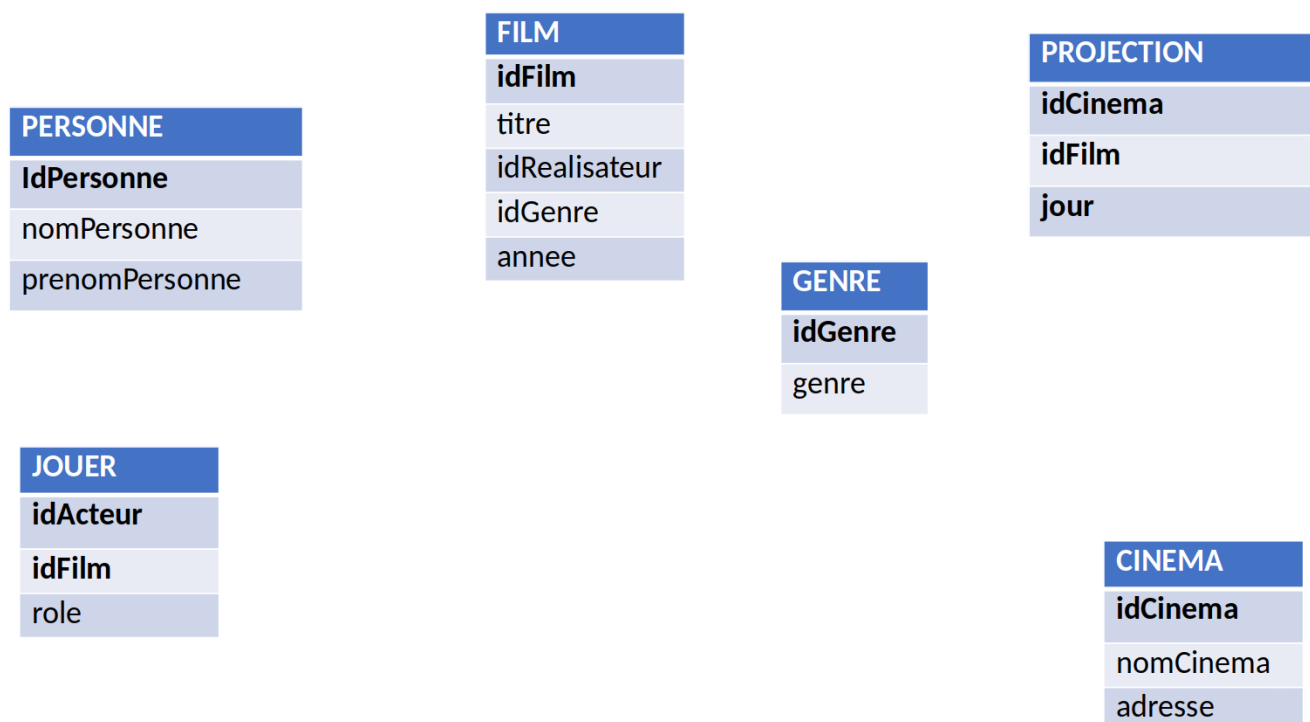 FILM
idFilm
titre
idRealisateur
idGenre
annee
PROJECTION
idCinema
idFilm
jour
PERSONNE
IdPersonne
nomPersonne
prenomPersonne
GENRE
idGenre
genre
JOUER
idActeur
idFilm
role
CINEMA
idCinema
nomCinema
adresse